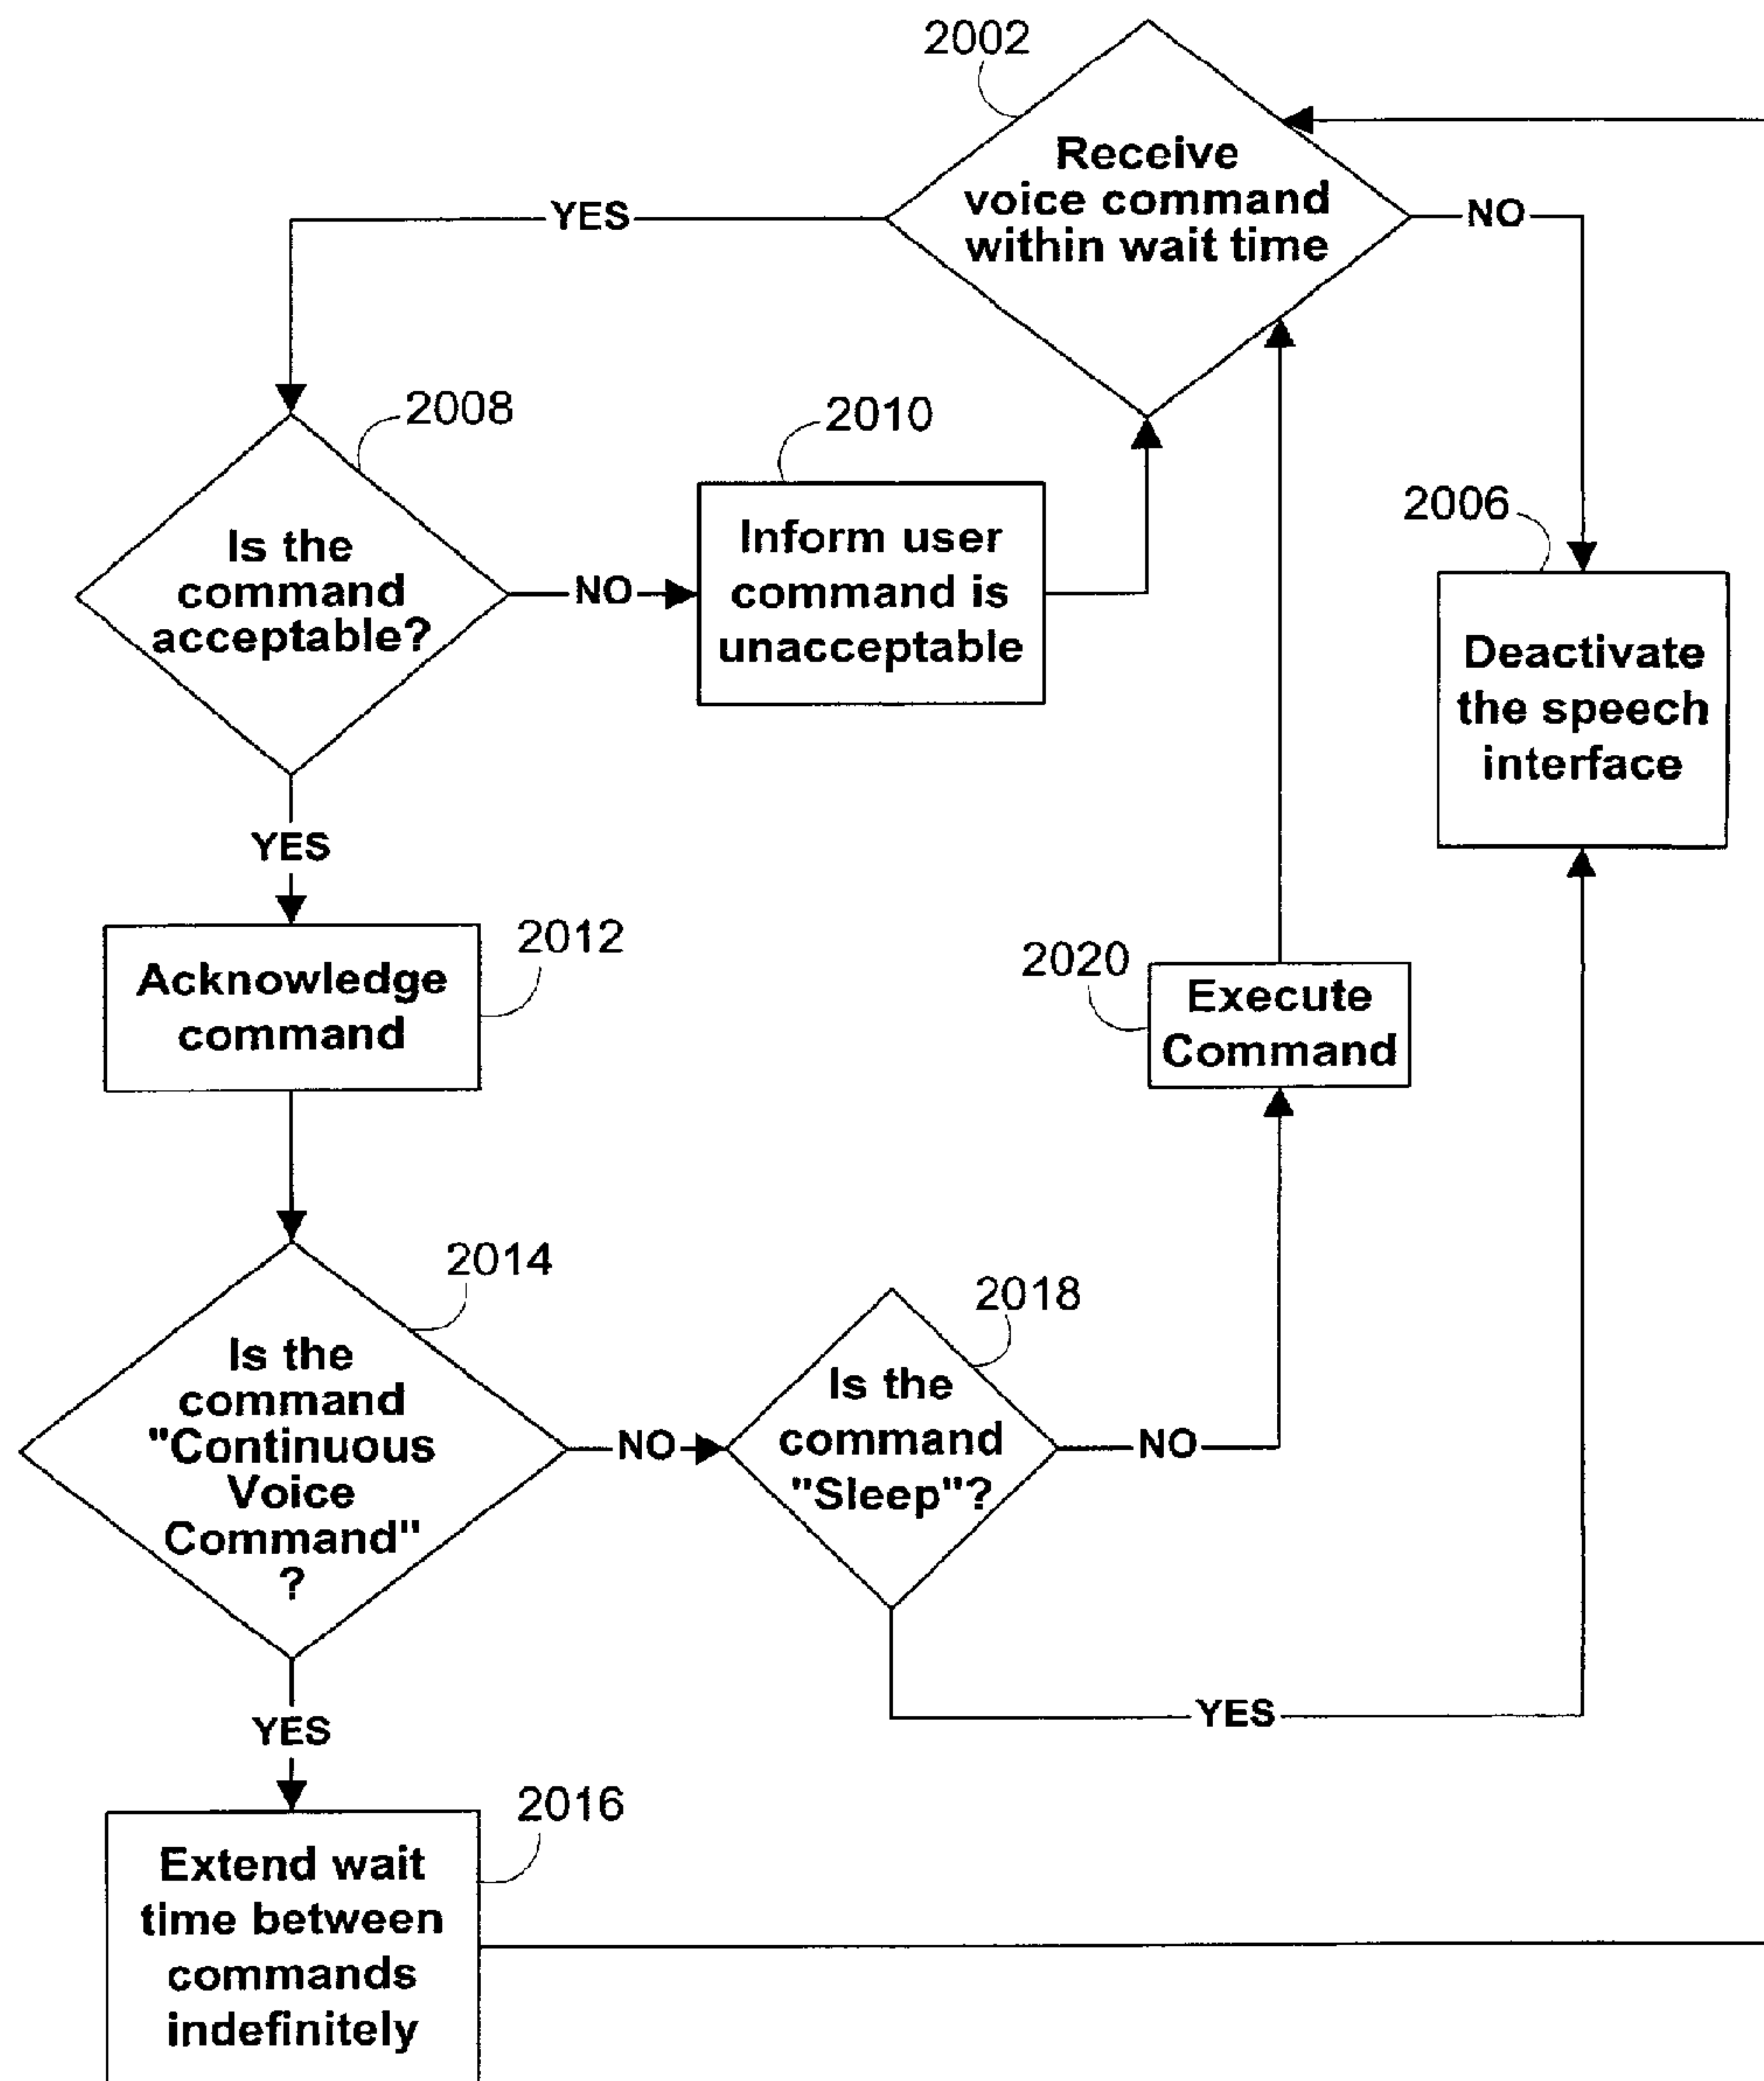 2002
Receive
voice command
within wait time
YES
NO
2008
Is the
command
acceptable?
NO
2010
Inform user
command is
unacceptable
2006
Deactivate
the speech
interface
YES
2012
Acknowledge
command
2020
Execute
Command
2014
Is the
command
"Continuous
Voice
Command"
?
NO
2018
Is the
command
"Sleep"?
NO
YES
YES
2016
Extend wait
time between
commands
indefinitely